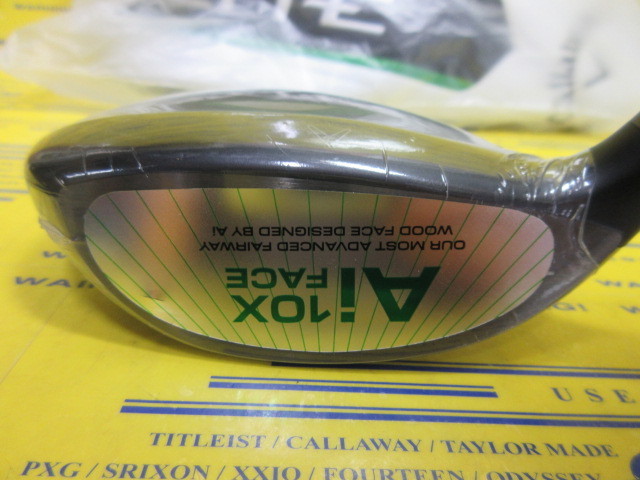 Ai 10X
FACE
OUR MOST ADVANCED FAIRWAY
WOOD FACE DESIGNED BY AI
USE
TITLEIST / CALLAWAY / TAYLOR MADE
PXG / SRIXON / XXIO / FOURTEEN / ODYSSEY